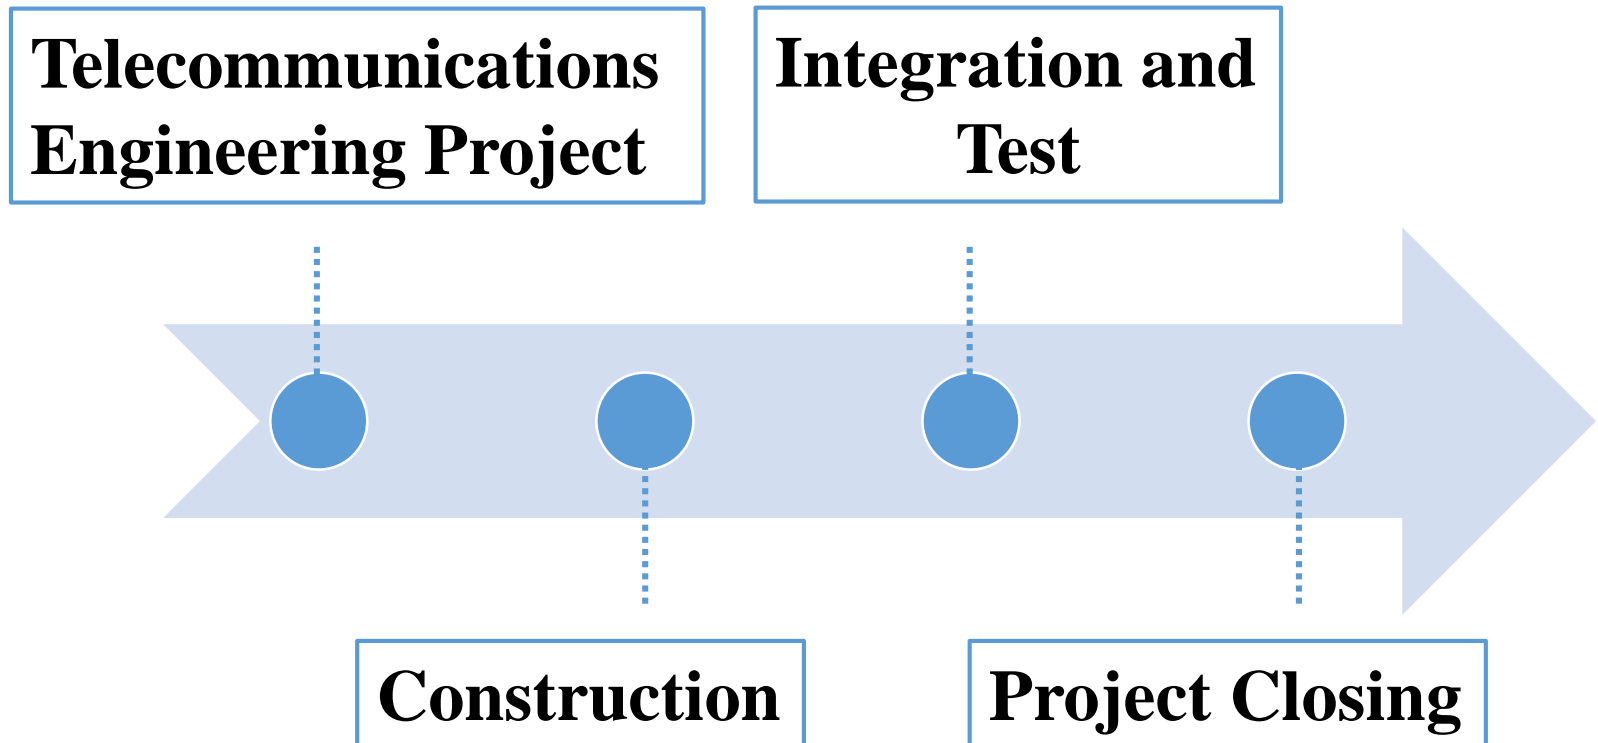 Telecommunications
Engineering Project
Integration and
Test
Construction
Project Closing